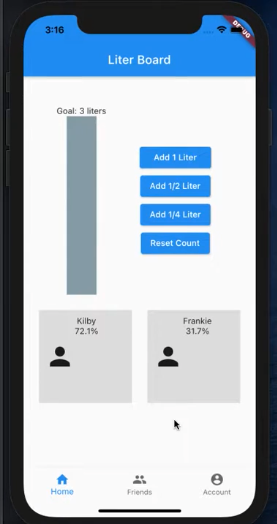 3:16
DEBUG
Liter Board
Goal: 3 liters
Add 1 Liter
Add 1/2 Liter
Add 1/4 Liter
Reset Count
Kilby
72.1%
Frankie
31.7%
Home
Friends
Account